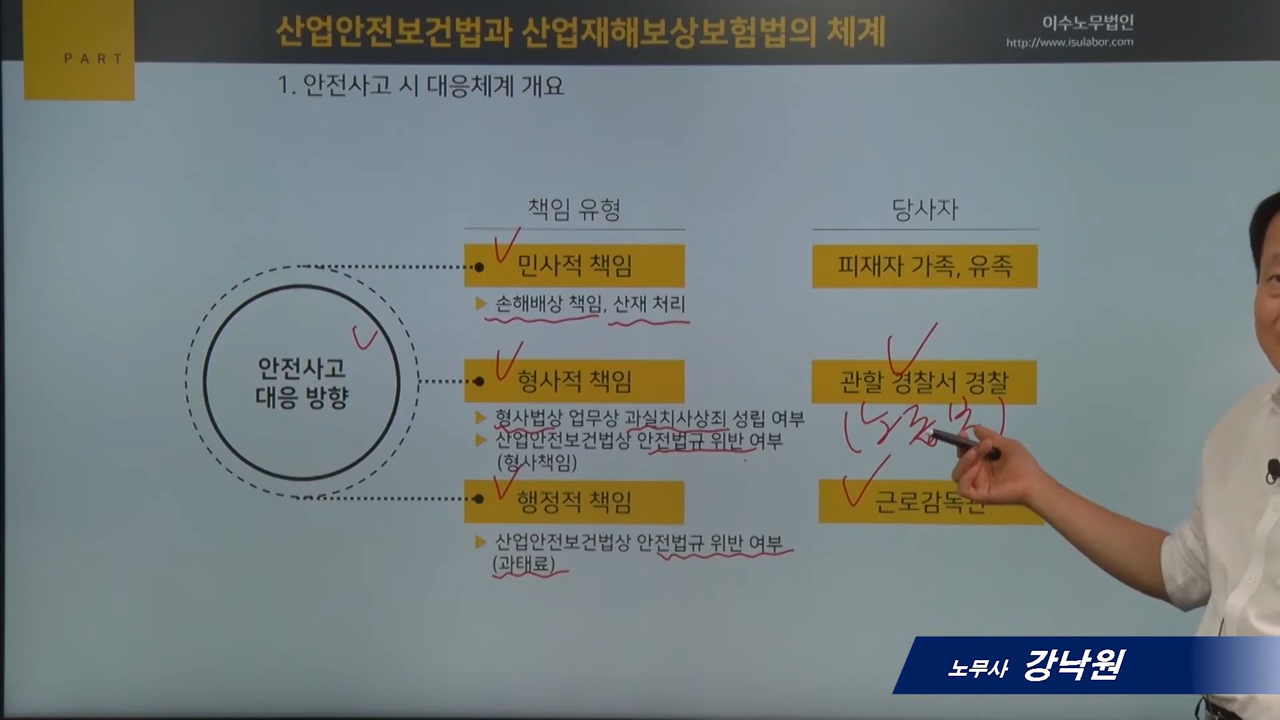 PART
산업안전보건법과 산업재해보상보험법의 체계
이수노무법인
http://www.isulabor.com
1. 안전사고 시 대응체계 개요
책임 유형
당사자
민사적 책임
피재자 가족, 유족
손해배상 책임, 산재 처리
안전사고
대응 방향
형사적 책임
관할 경찰서 경찰
형사법상 업무상 과실치사상죄 성립 여부
산업안전보건법상 안전법규 위반 여부
(형사책임)
행정적 책임
근로감독관
산업안전보건법상 안전법규 위반 여부
(과태료)
노무사 강낙원